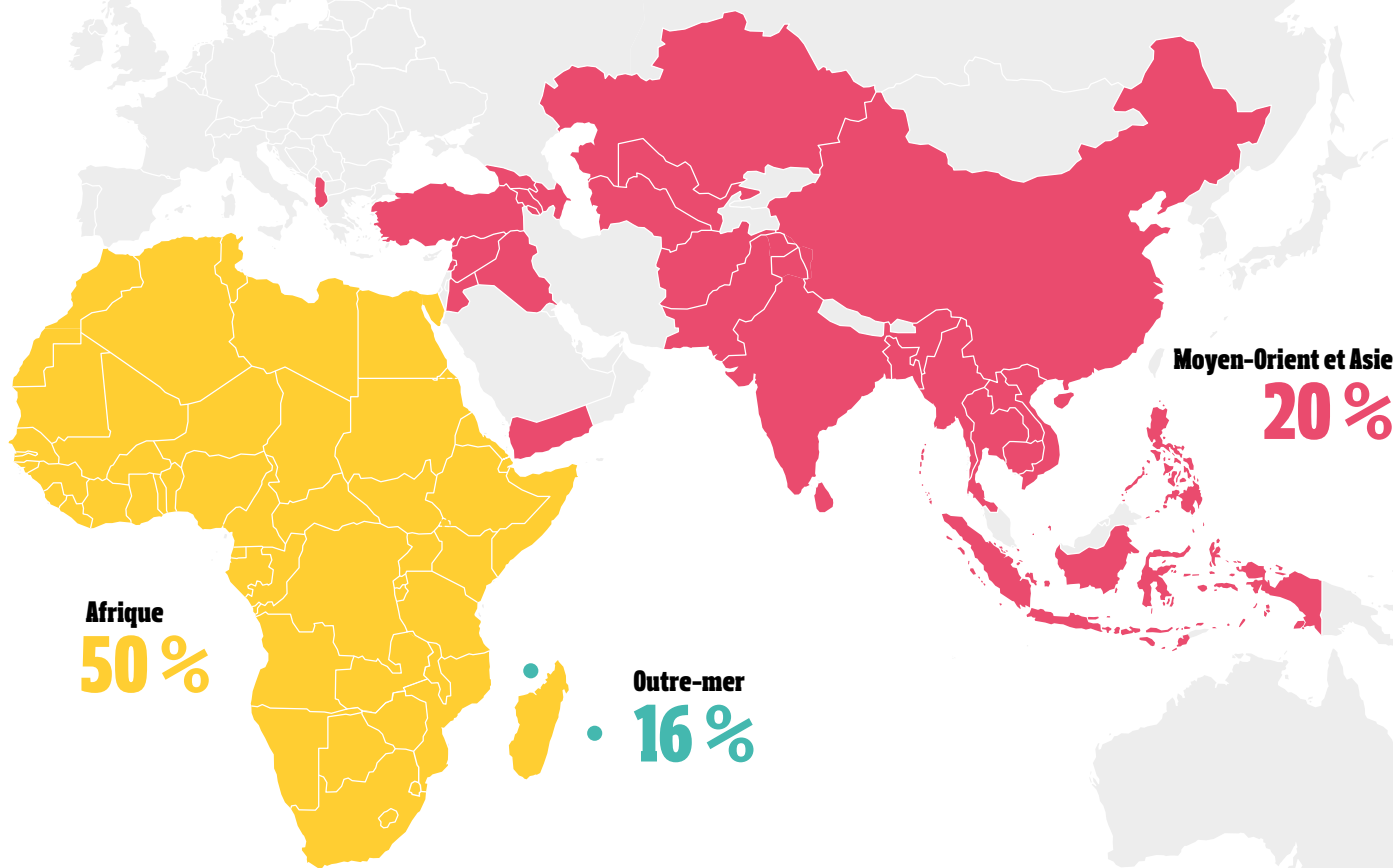 Moyen-Orient et Asie
20 %
Afrique
50 %
Outre-mer
16 %